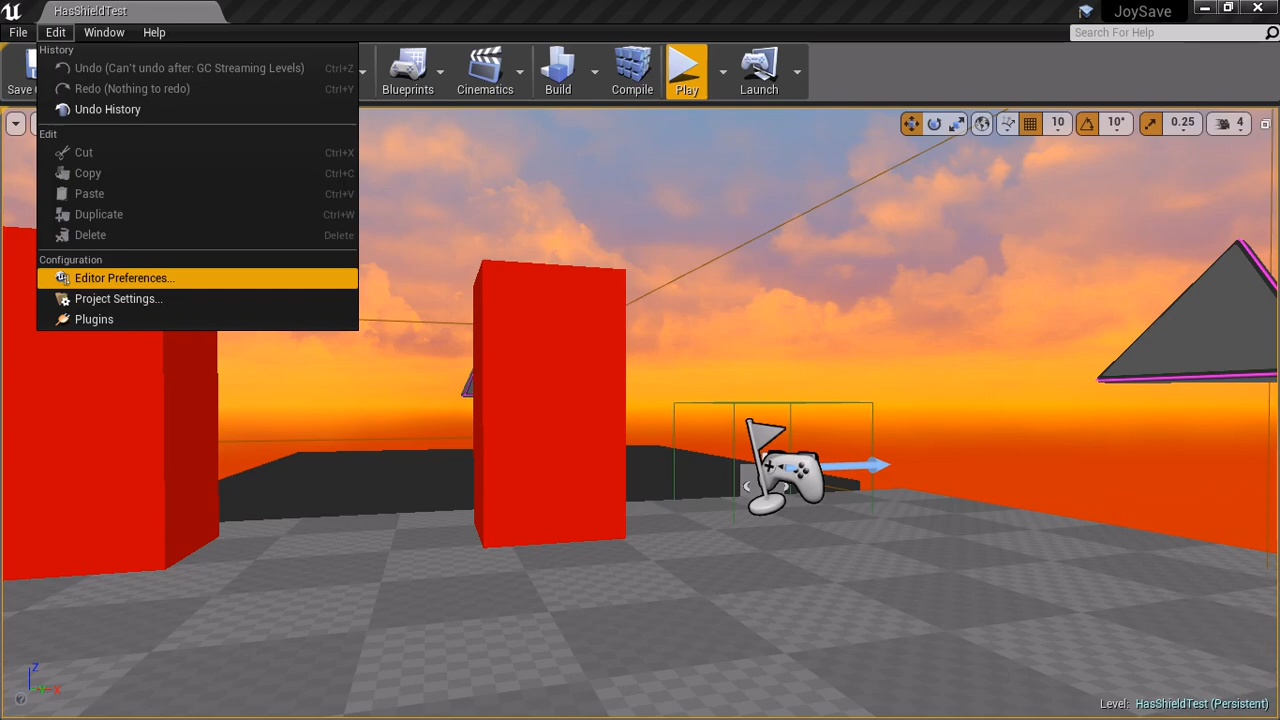 HasShieldTest
JoySave
File Edit Window Help
Search For Help
History
Undo (Can't undo after: GC Streaming Levels) Ctrl+Z
Redo (Nothing to redo) Ctrl+Y
Undo History
Edit
Cut Ctrl+X
Copy Ctrl+C
Paste Ctrl+V
Duplicate Ctrl+W
Delete Delete
Configuration
Editor Preferences...
Project Settings...
Plugins
Save
Blueprints Cinematics Build Compile Play Launch
10 10° 0.25 4
Z
X
Level: HasShieldTest (Persistent)